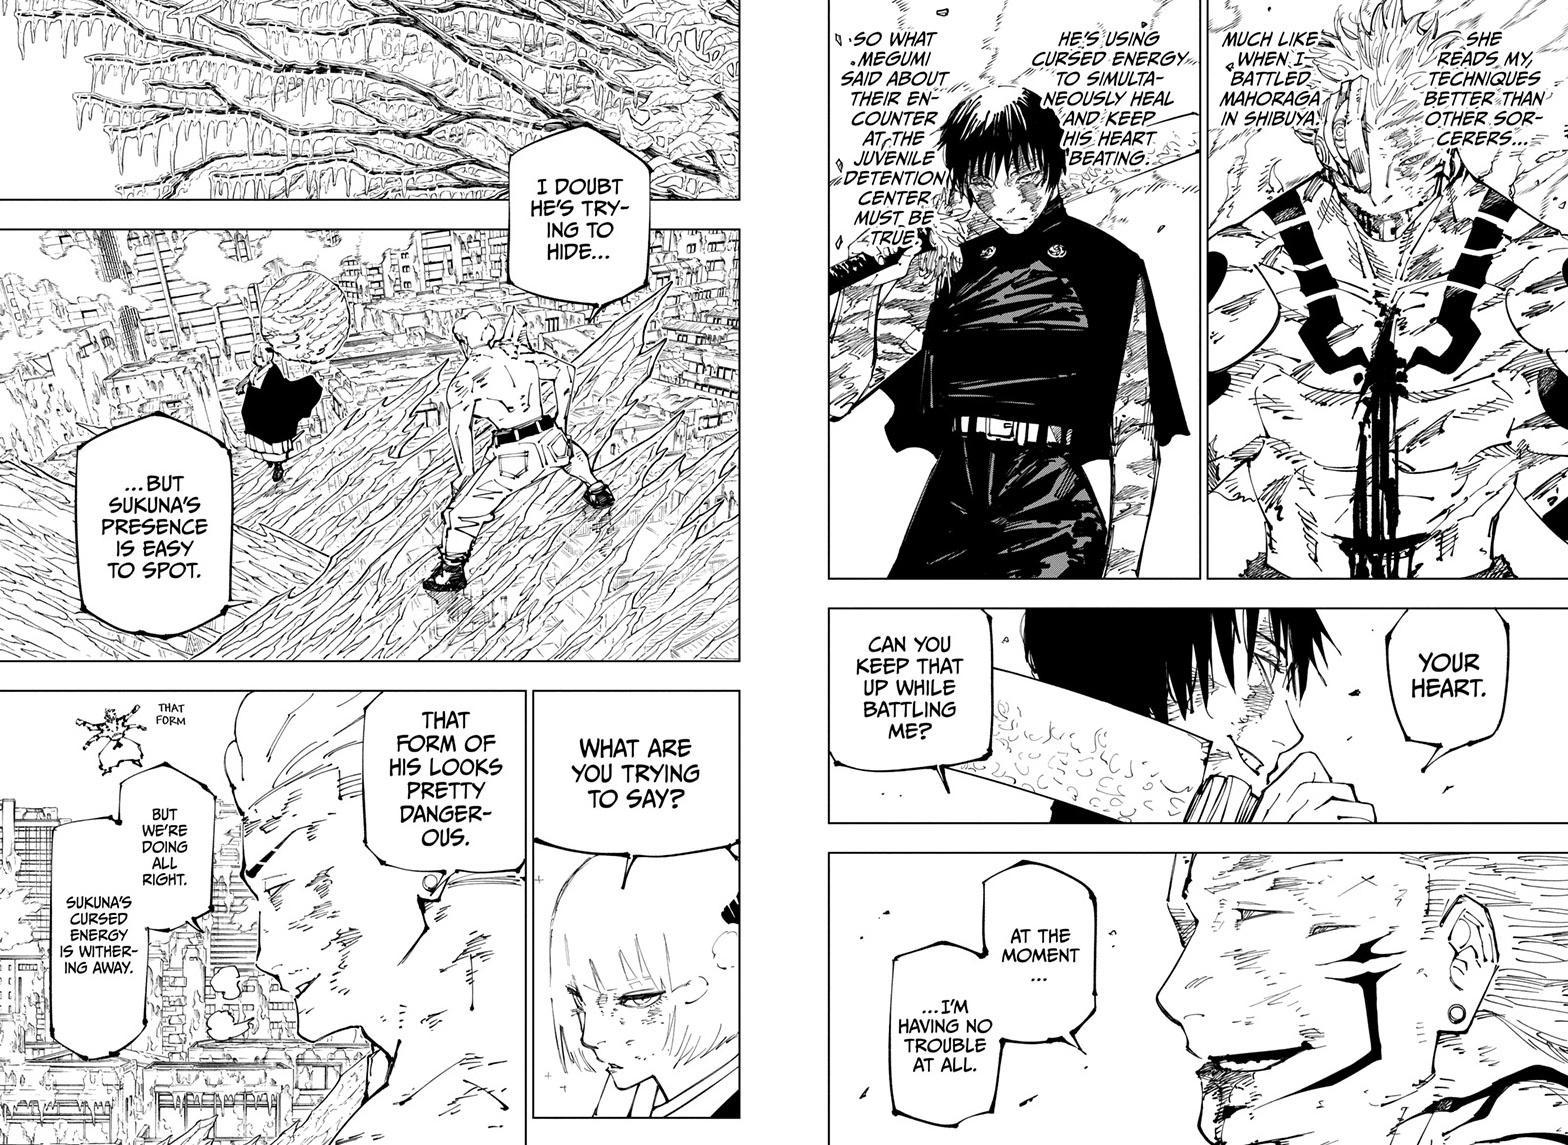 SHE
READS MY
TECHNIQUES
BETTER THAN
OTHER SOR-
CERERS...
MUCH LIKE
WHEN I
BATTLED
MAHORAGA
IN SHIBUYA.
HE'S USING
CURSED ENERGY
TO SIMULTA-
NEOUSLY HEAL
AND KEEP
HIS HEART
BEATING.
SO WHAT
MEGUMI
SAID ABOUT
THEIR EN-
COUNTER
AT THE
JUVENILE
DETENTION
CENTER
MUST BE
TRUE.
YOUR
HEART.
CAN YOU
KEEP THAT
UP WHILE
BATTLING
ME?
AT THE
MOMENT
...
...I'M
HAVING NO
TROUBLE
AT ALL.
I DOUBT
HE'S TRY-
ING TO
HIDE...
...BUT
SUKUNA'S
PRESENCE
IS EASY
TO SPOT.
WHAT ARE
YOU TRYING
TO SAY?
THAT
FORM OF
HIS LOOKS
PRETTY
DANGER-
OUS.
THAT
FORM
BUT
WE'RE
DOING
ALL
RIGHT.
SUKUNA'S
CURSED
ENERGY
IS WITHER-
ING AWAY.